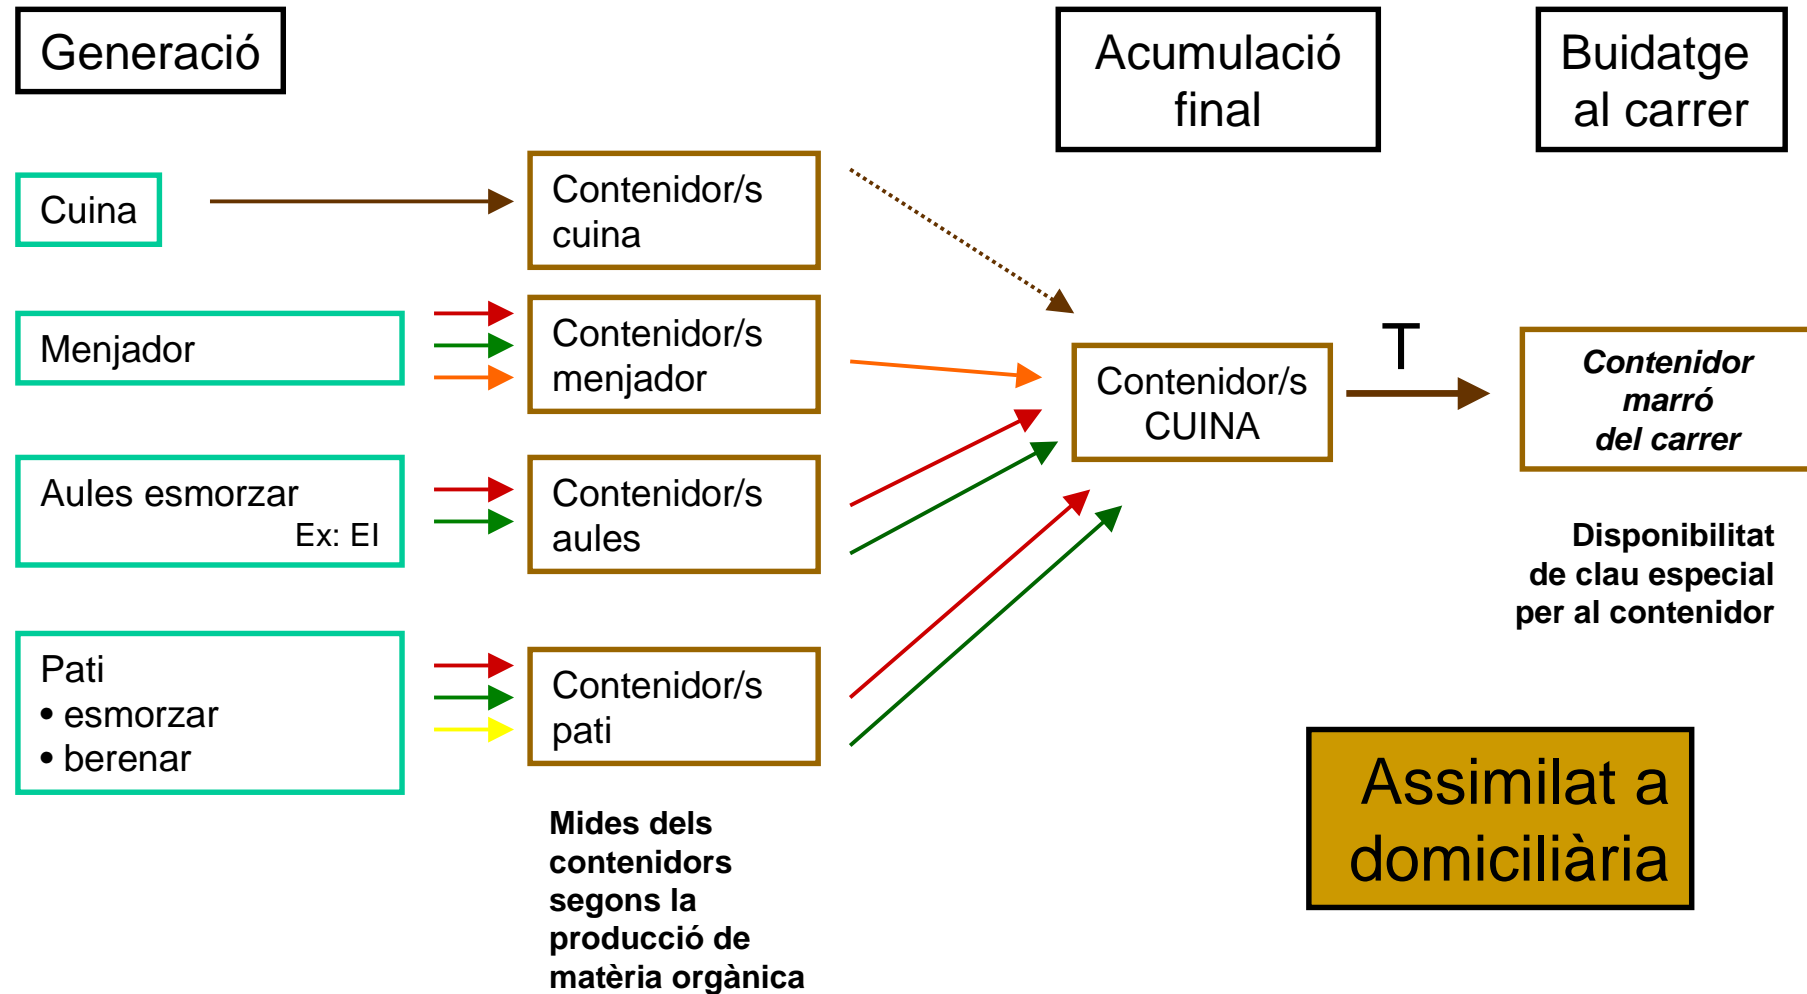 Generació
Acumulació
final
Buidatge
al carrer
Cuina
Contenidor/s
cuina
Menjador
Contenidor/s
menjador
Aules esmorzar
Ex: EI
Contenidor/s
aules
Pati
• esmorzar
• berenar
Contenidor/s
pati
Mides dels
contenidors
segons la
producció de
matèria orgànica
Contenidor/s
CUINA
T
Contenidor
marró
del carrer
Disponibilitat
de clau especial
per al contenidor
Assimilat a
domiciliària